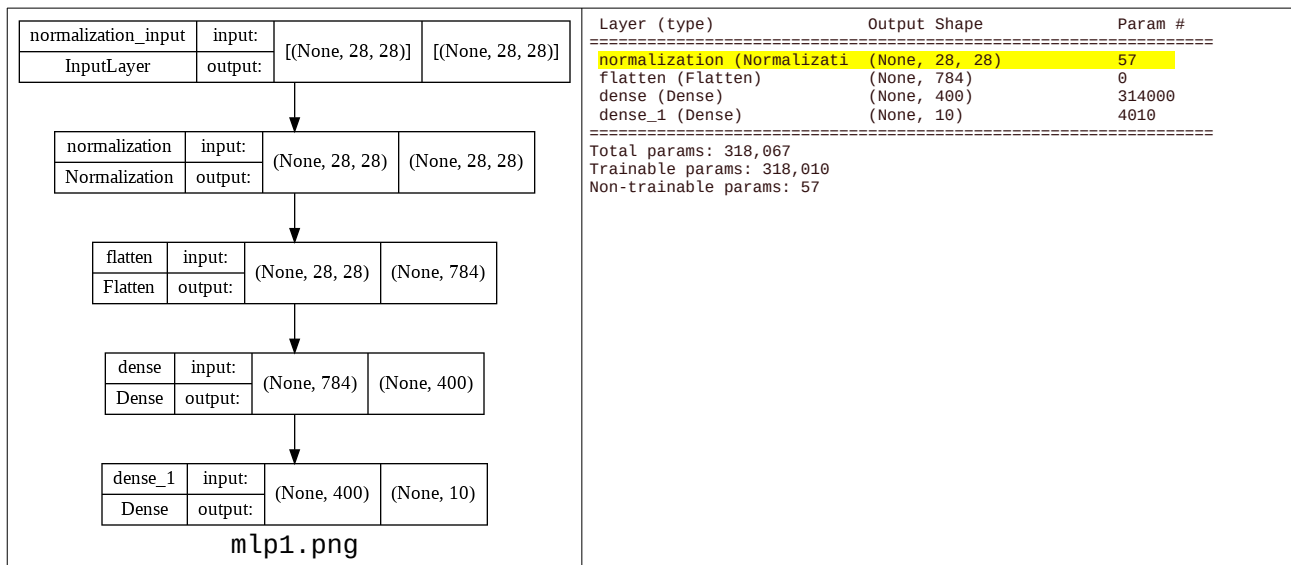 normalization_input input: [(None, 28, 28)] [(None, 28, 28)]
InputLayer output:
normalization input: (None, 28, 28) (None, 28, 28)
Normalization output:
flatten input: (None, 28, 28) (None, 784)
Flatten output:
dense input: (None, 784) (None, 400)
Dense output:
dense_1 input: (None, 400) (None, 10)
Dense output:
mlp1.png
Layer (type) Output Shape Param #
=================================================================
normalization (Normalizati (None, 28, 28) 57
flatten (Flatten) (None, 784) 0
dense (Dense) (None, 400) 314000
dense_1 (Dense) (None, 10) 4010
=================================================================
Total params: 318,067
Trainable params: 318,010
Non-trainable params: 57